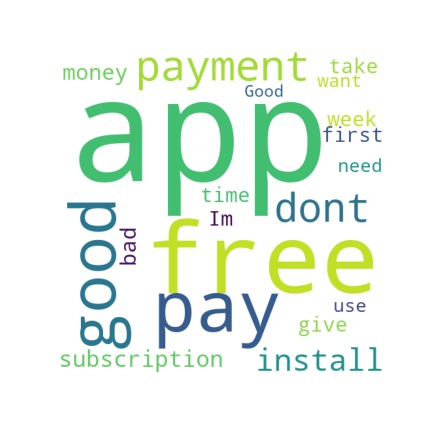 money payment take
Good want
app
week
first
need
time
good bad Im dont
free
pay use
give
subscription install